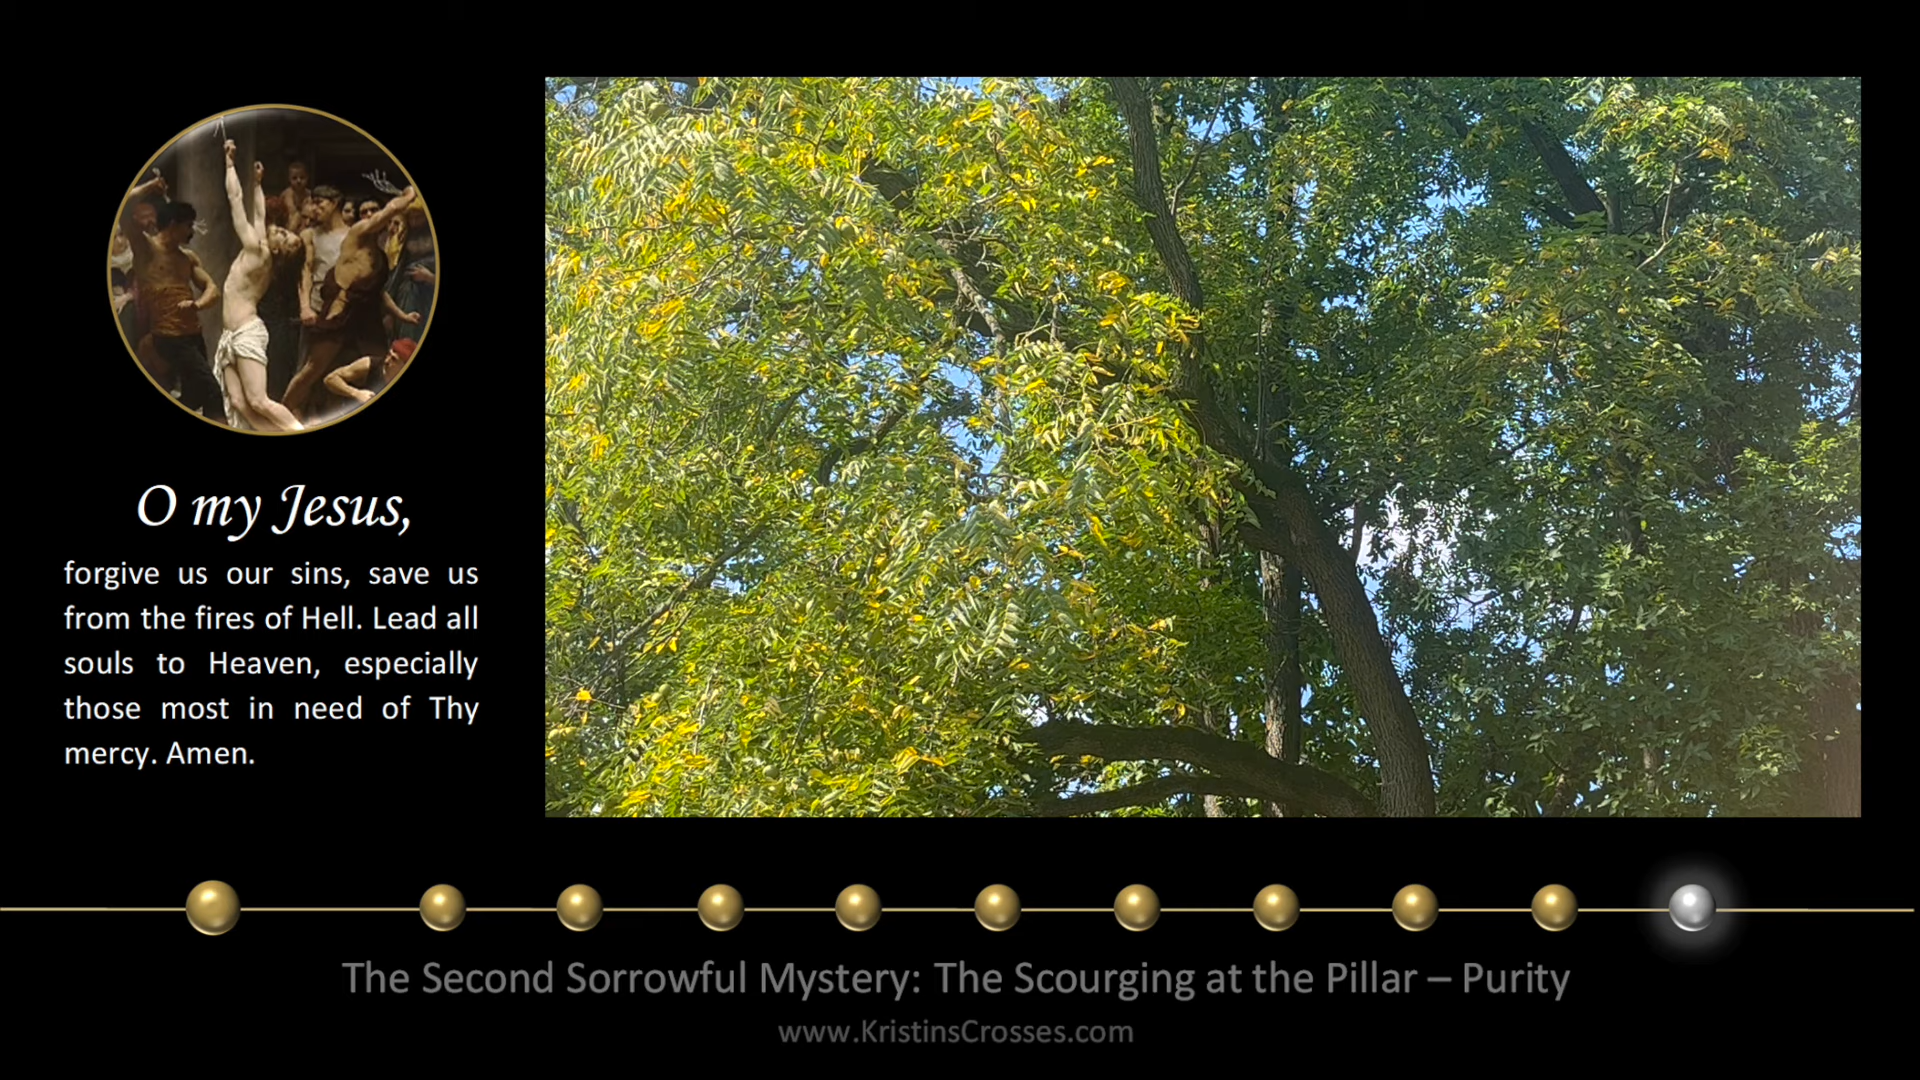 O my Jesus,
forgive us our sins, save us
from the fires of Hell. Lead all
souls to Heaven, especially
those most in need of Thy
mercy. Amen.
The Second Sorrowful Mystery: The Scourging at the Pillar – Purity
www.KristinsCrosses.com